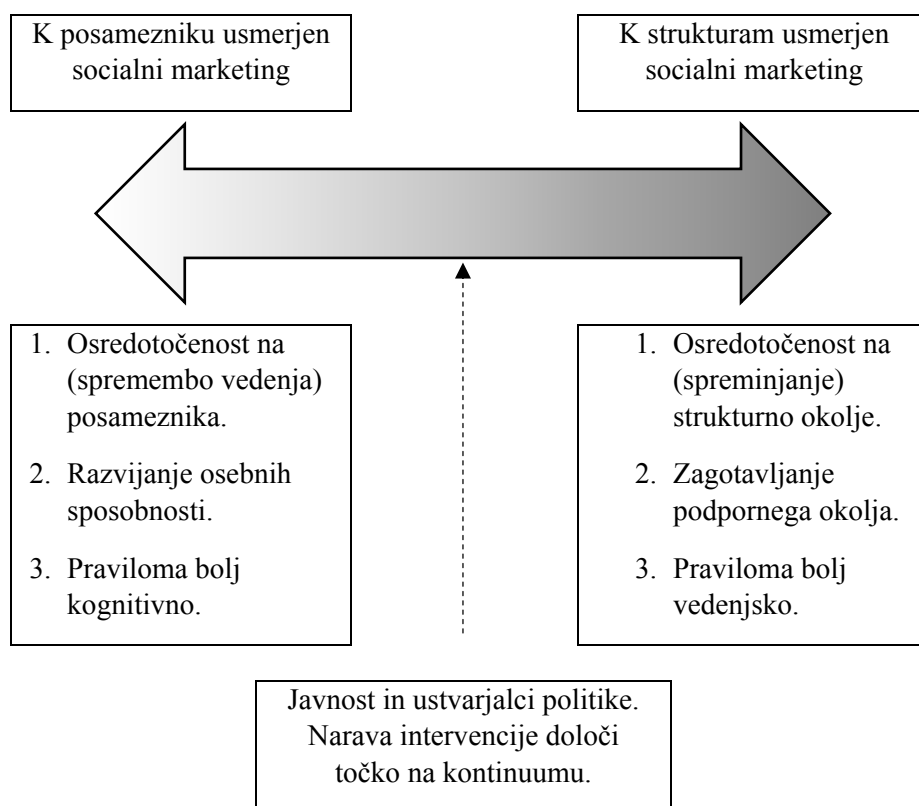 K posamezniku usmerjen
socialni marketing
K strukturam usmerjen
socialni marketing
1. Osredotočenost na
(spremembo vedenja)
posameznika.
2. Razvijanje osebnih
sposobnosti.
3. Praviloma bolj
kognitivno.
1. Osredotočenost na
(spreminjanje)
strukturno okolje.
2. Zagotavljanje
podpornega okolja.
3. Praviloma bolj
vedenjsko.
Javnost in ustvarjalci politike.
Narava intervencije določi
točko na kontinuumu.